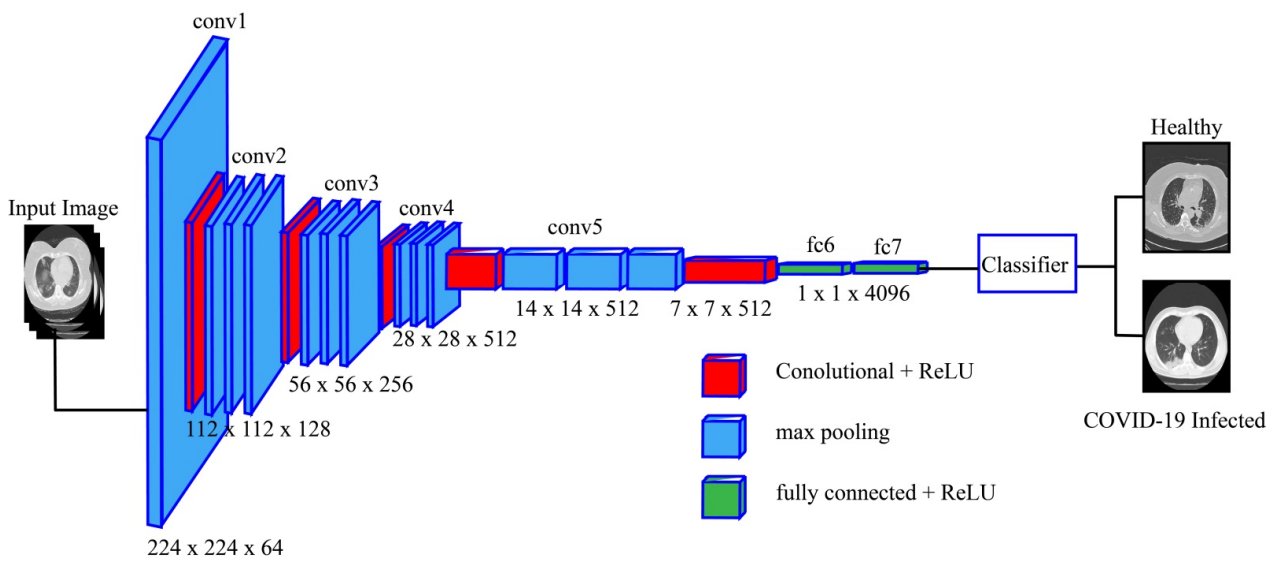 conv1
conv2
conv3
conv4
conv5
fc6
fc7
Input Image
Healthy
Classifier
14 x 14 x 512
7 x 7 x 512
1 x 1 x 4096
28 x 28 x 512
56 x 56 x 256
112 x 112 x 128
224 x 224 x 64
Conolutional + ReLU
max pooling
fully connected + ReLU
COVID-19 Infected